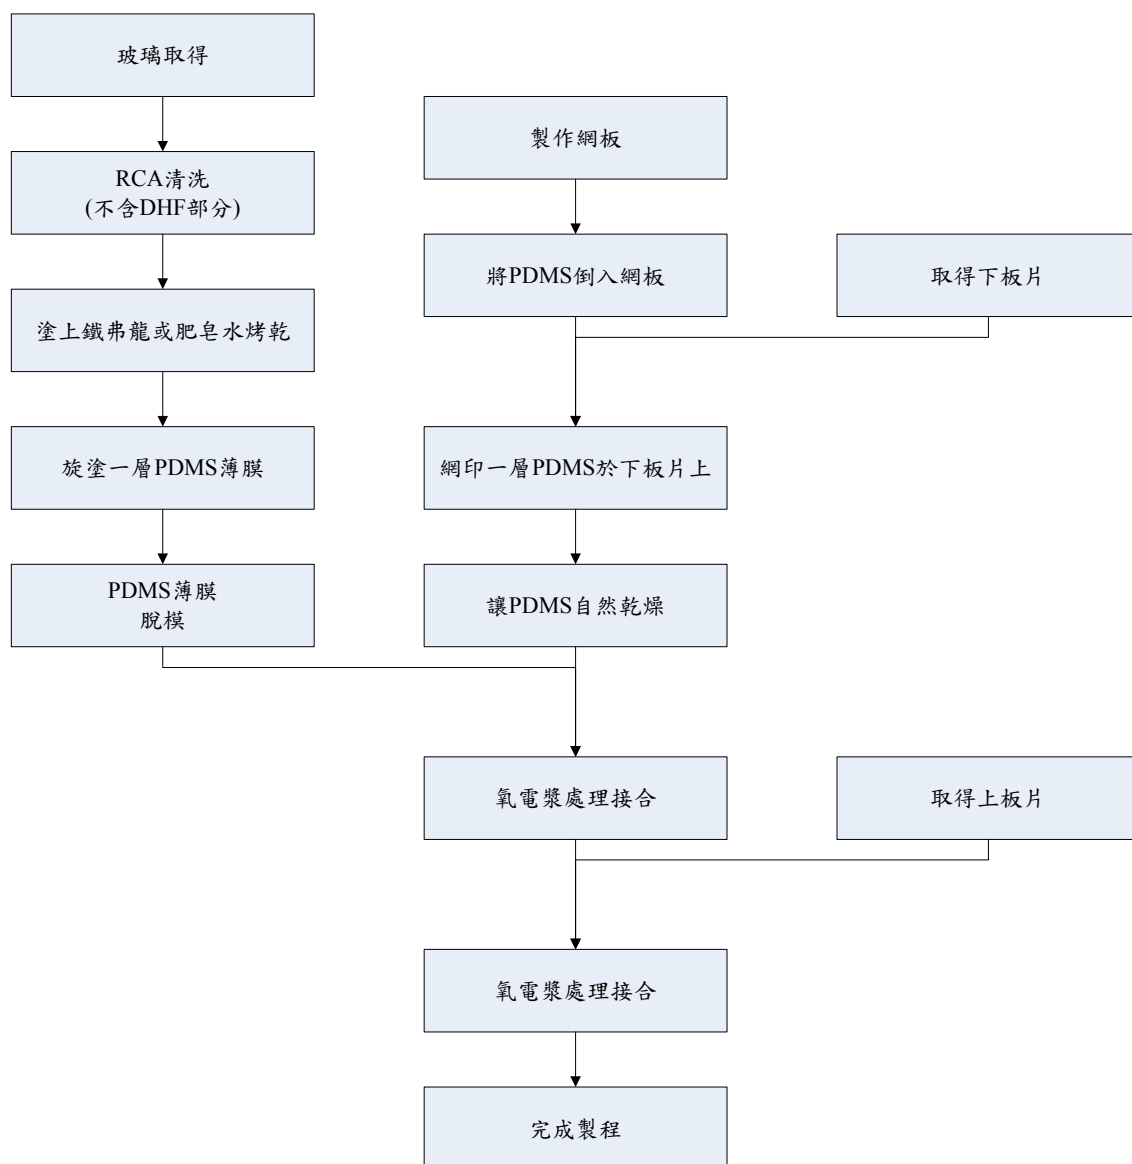 玻璃取得
RCA清洗
(不含DHF部分)
塗上鐵弗龍或肥皂水烤乾
旋塗一層PDMS薄膜
PDMS薄膜
脫模
製作網板
將PDMS倒入網板
取得下板片
網印一層PDMS於下板片上
讓PDMS自然乾燥
氧電漿處理接合
取得上板片
氧電漿處理接合
完成製程